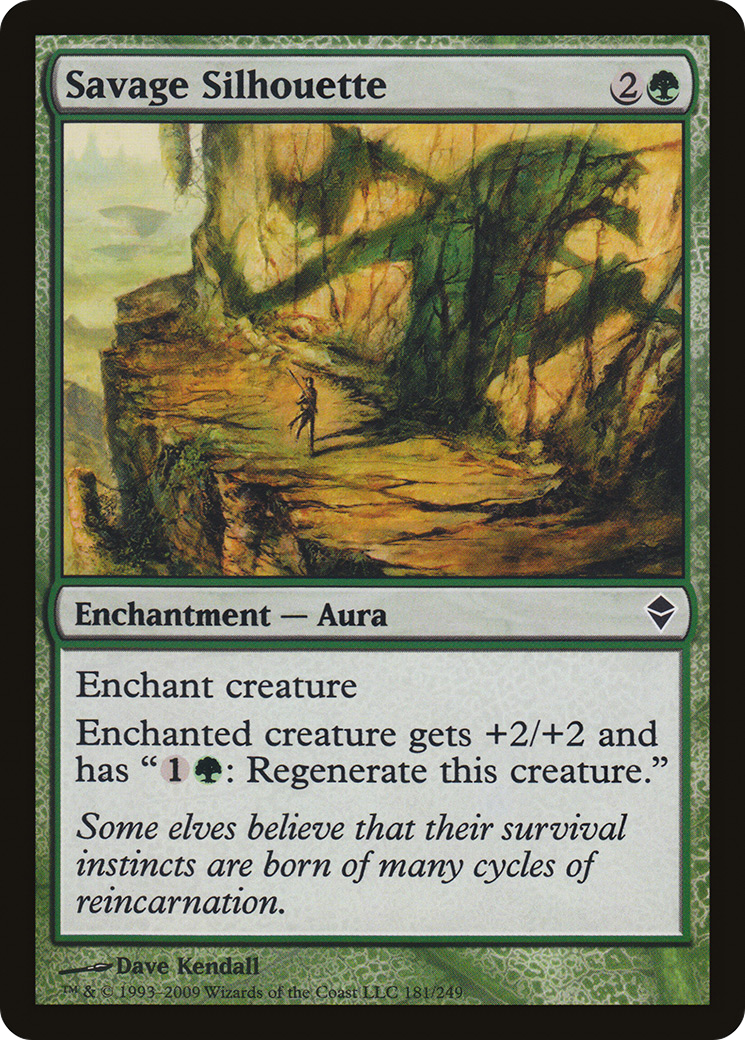 Savage Silhouette 2
Enchantment — Aura
Enchant creature
Enchanted creature gets +2/+2 and
has “1 : Regenerate this creature.”
Some elves believe that their survival
instincts are born of many cycles of
reincarnation.
Dave Kendall
™ & © 1993–2009 Wizards of the Coast LLC 181/249